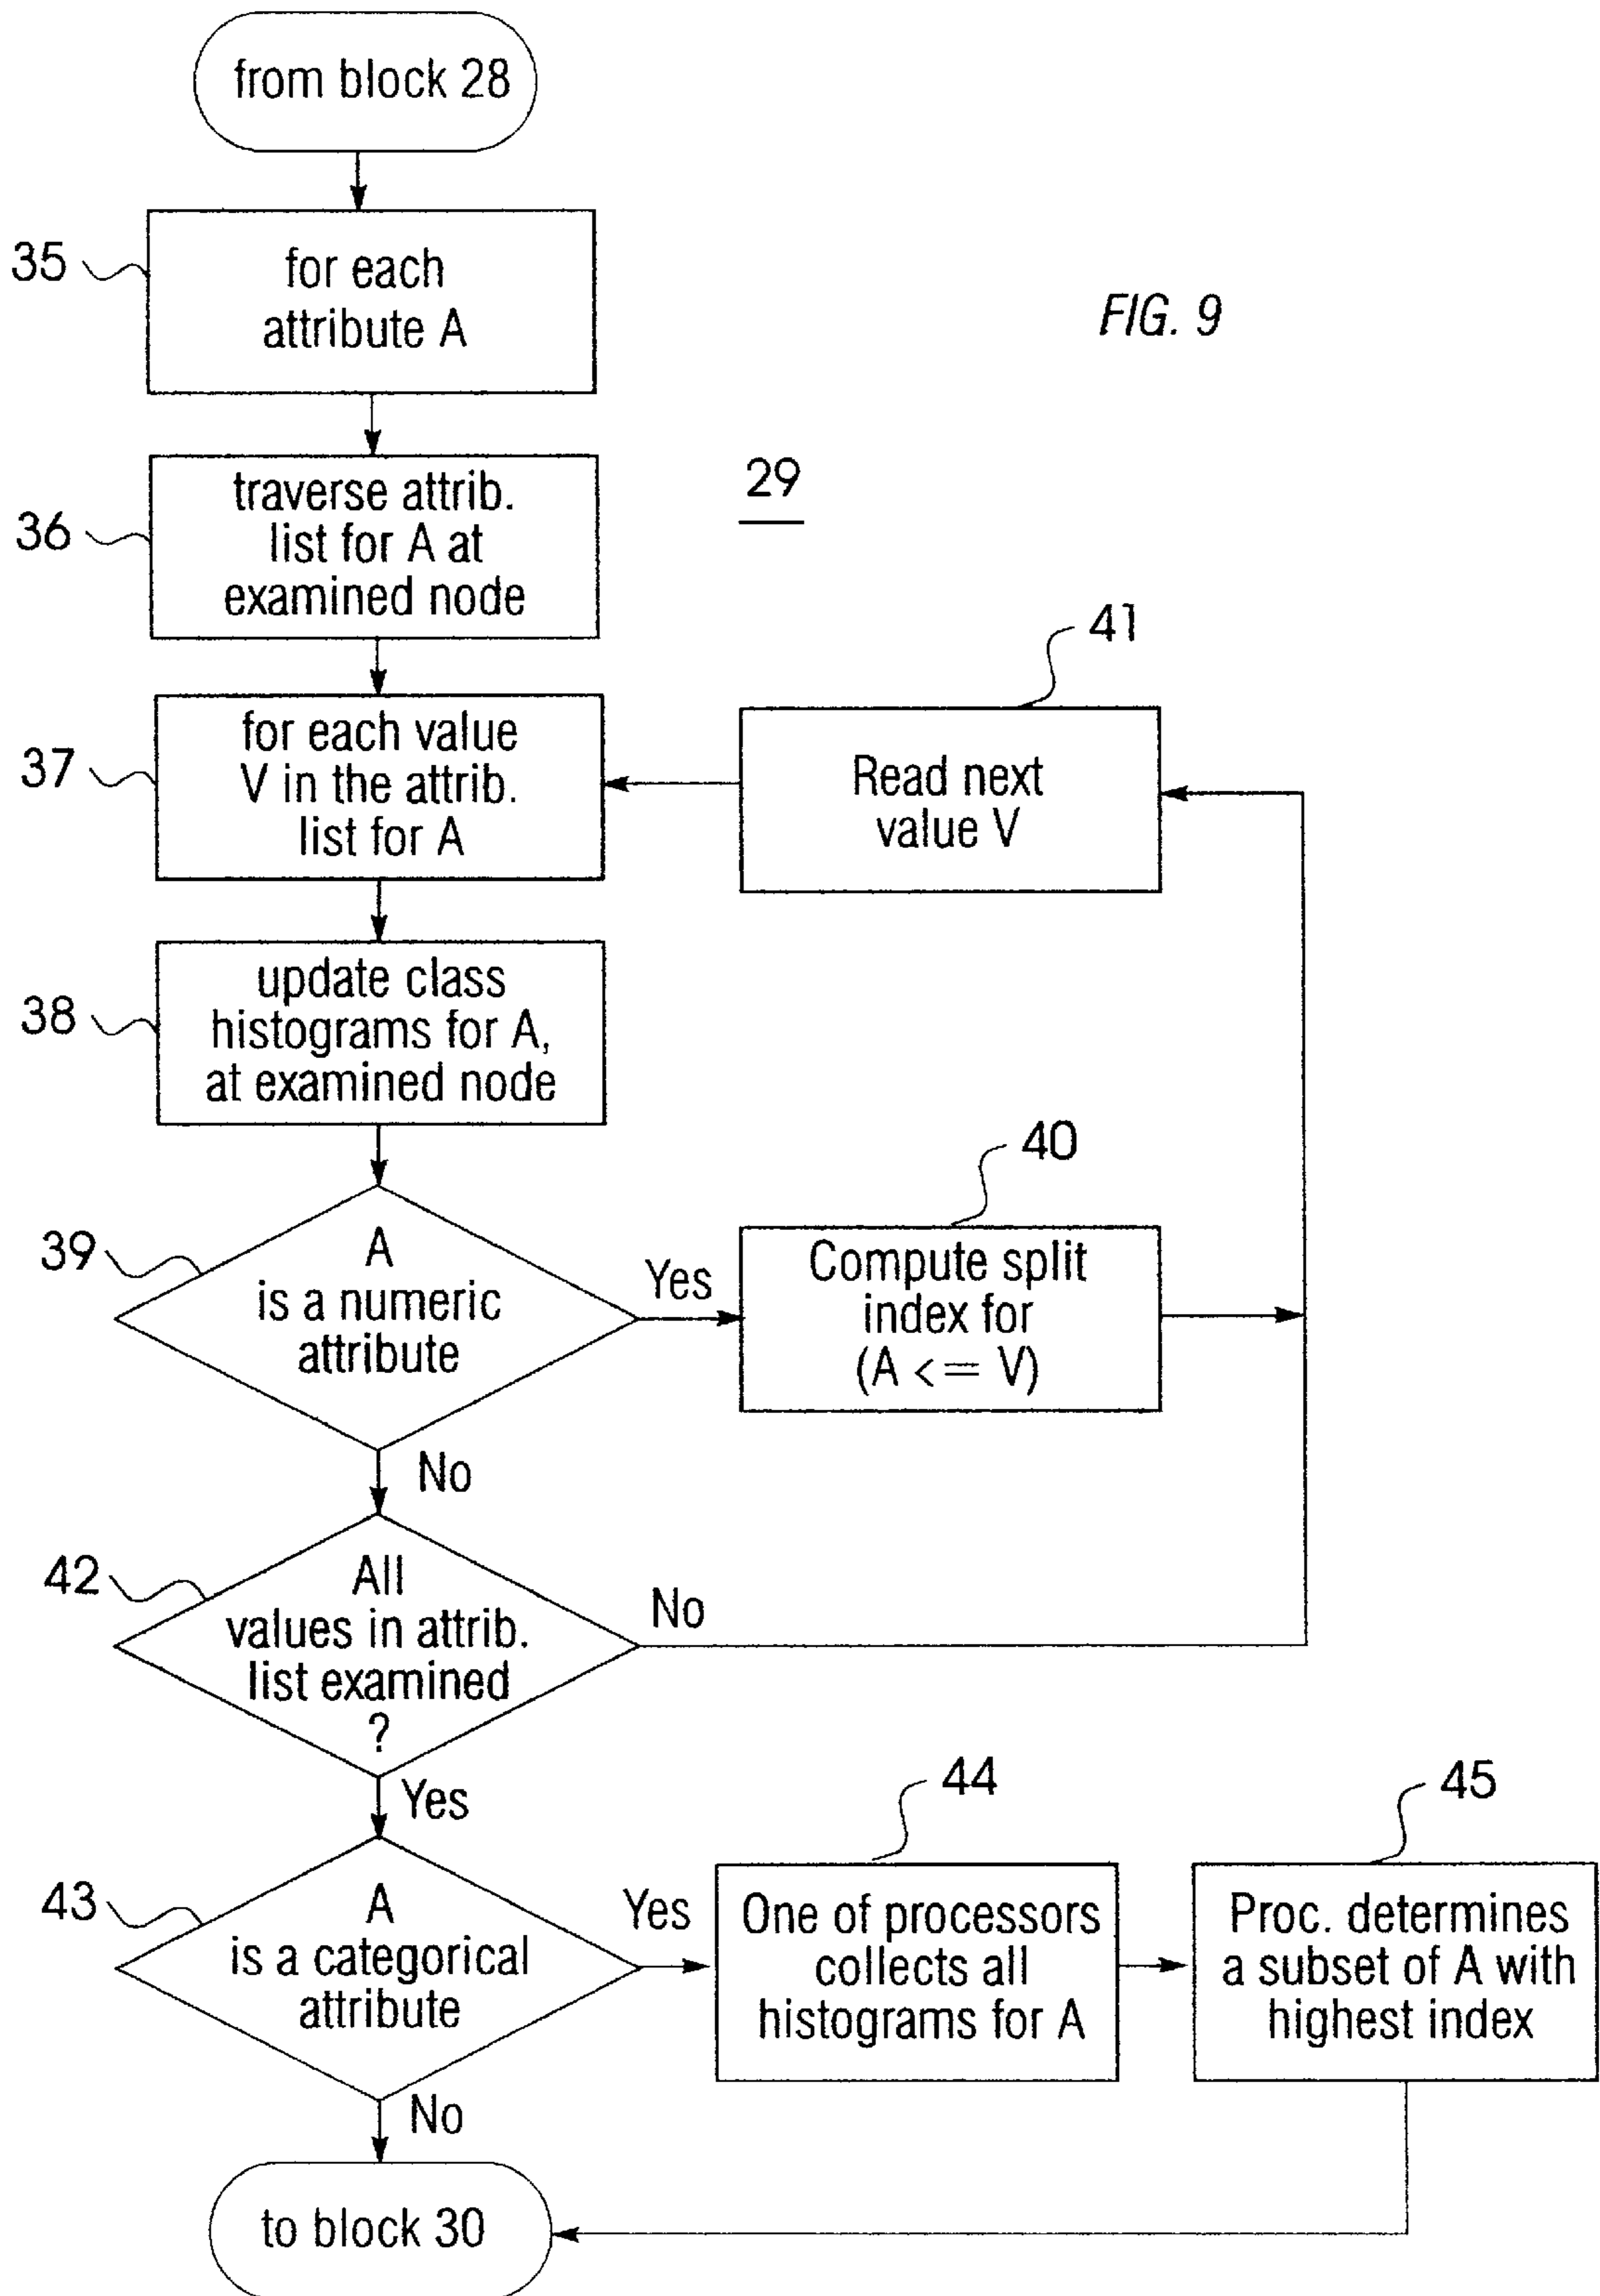 from block 28
35
for each
attribute A
FIG. 9
29
36
traverse attrib.
list for A at
examined node
41
37
for each value
V in the attrib.
list for A
Read next
value V
38
update class
histograms for A,
at examined node
40
39
A
is a numeric
attribute
Yes
Compute split
index for
(A < = V)
No
42
All
values in attrib.
list examined
?
No
Yes
44
45
43
A
is a categorical
attribute
Yes
One of processors
collects all
histograms for A
Proc. determines
a subset of A with
highest index
No
to block 30